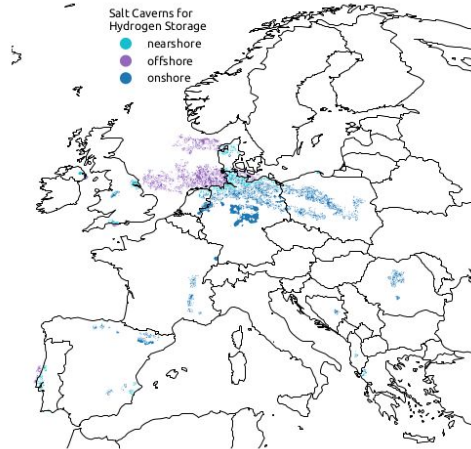 Salt Caverns for
Hydrogen Storage
nearshore
offshore
onshore